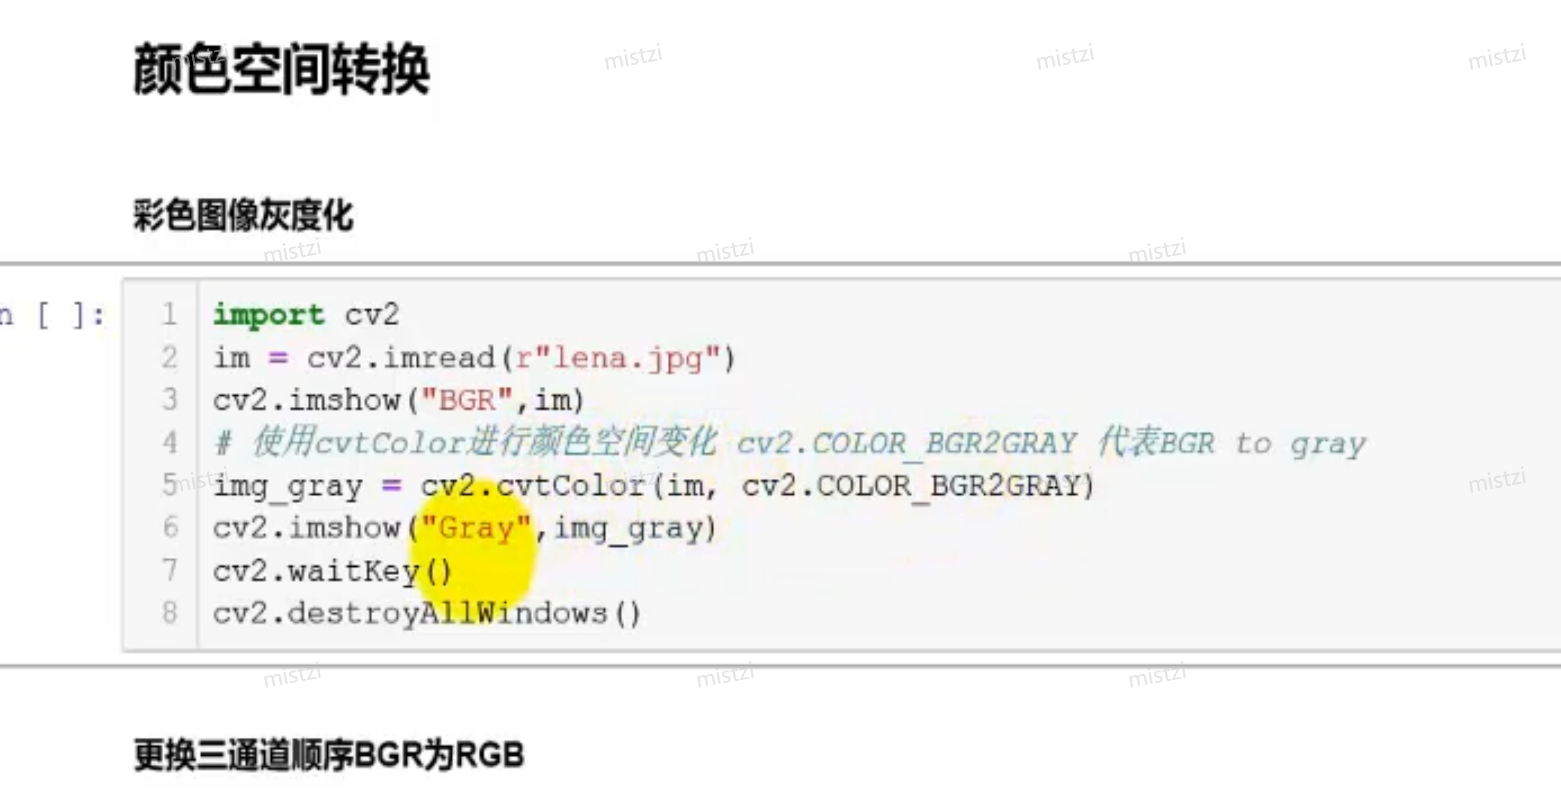 颜色空间转换
mistzi mistzi mistzi
彩色图像灰度化
mistzi mistzi mistzi
n [ ]:
1 import cv2
2 im = cv2.imread(r"lena.jpg")
3 cv2.imshow("BGR",im)
4 # 使用cvtColor进行颜色空间变化 cv2.COLOR_BGR2GRAY 代表BGR to gray
5 img_gray = cv2.cvtColor(im, cv2.COLOR_BGR2GRAY)
mistzi mistzi mistzi mistzi
6 cv2.imshow("Gray",img_gray)
7 cv2.waitKey()
8 cv2.destroyAllWindows()
mistzi mistzi mistzi
更换三通道顺序BGR为RGB